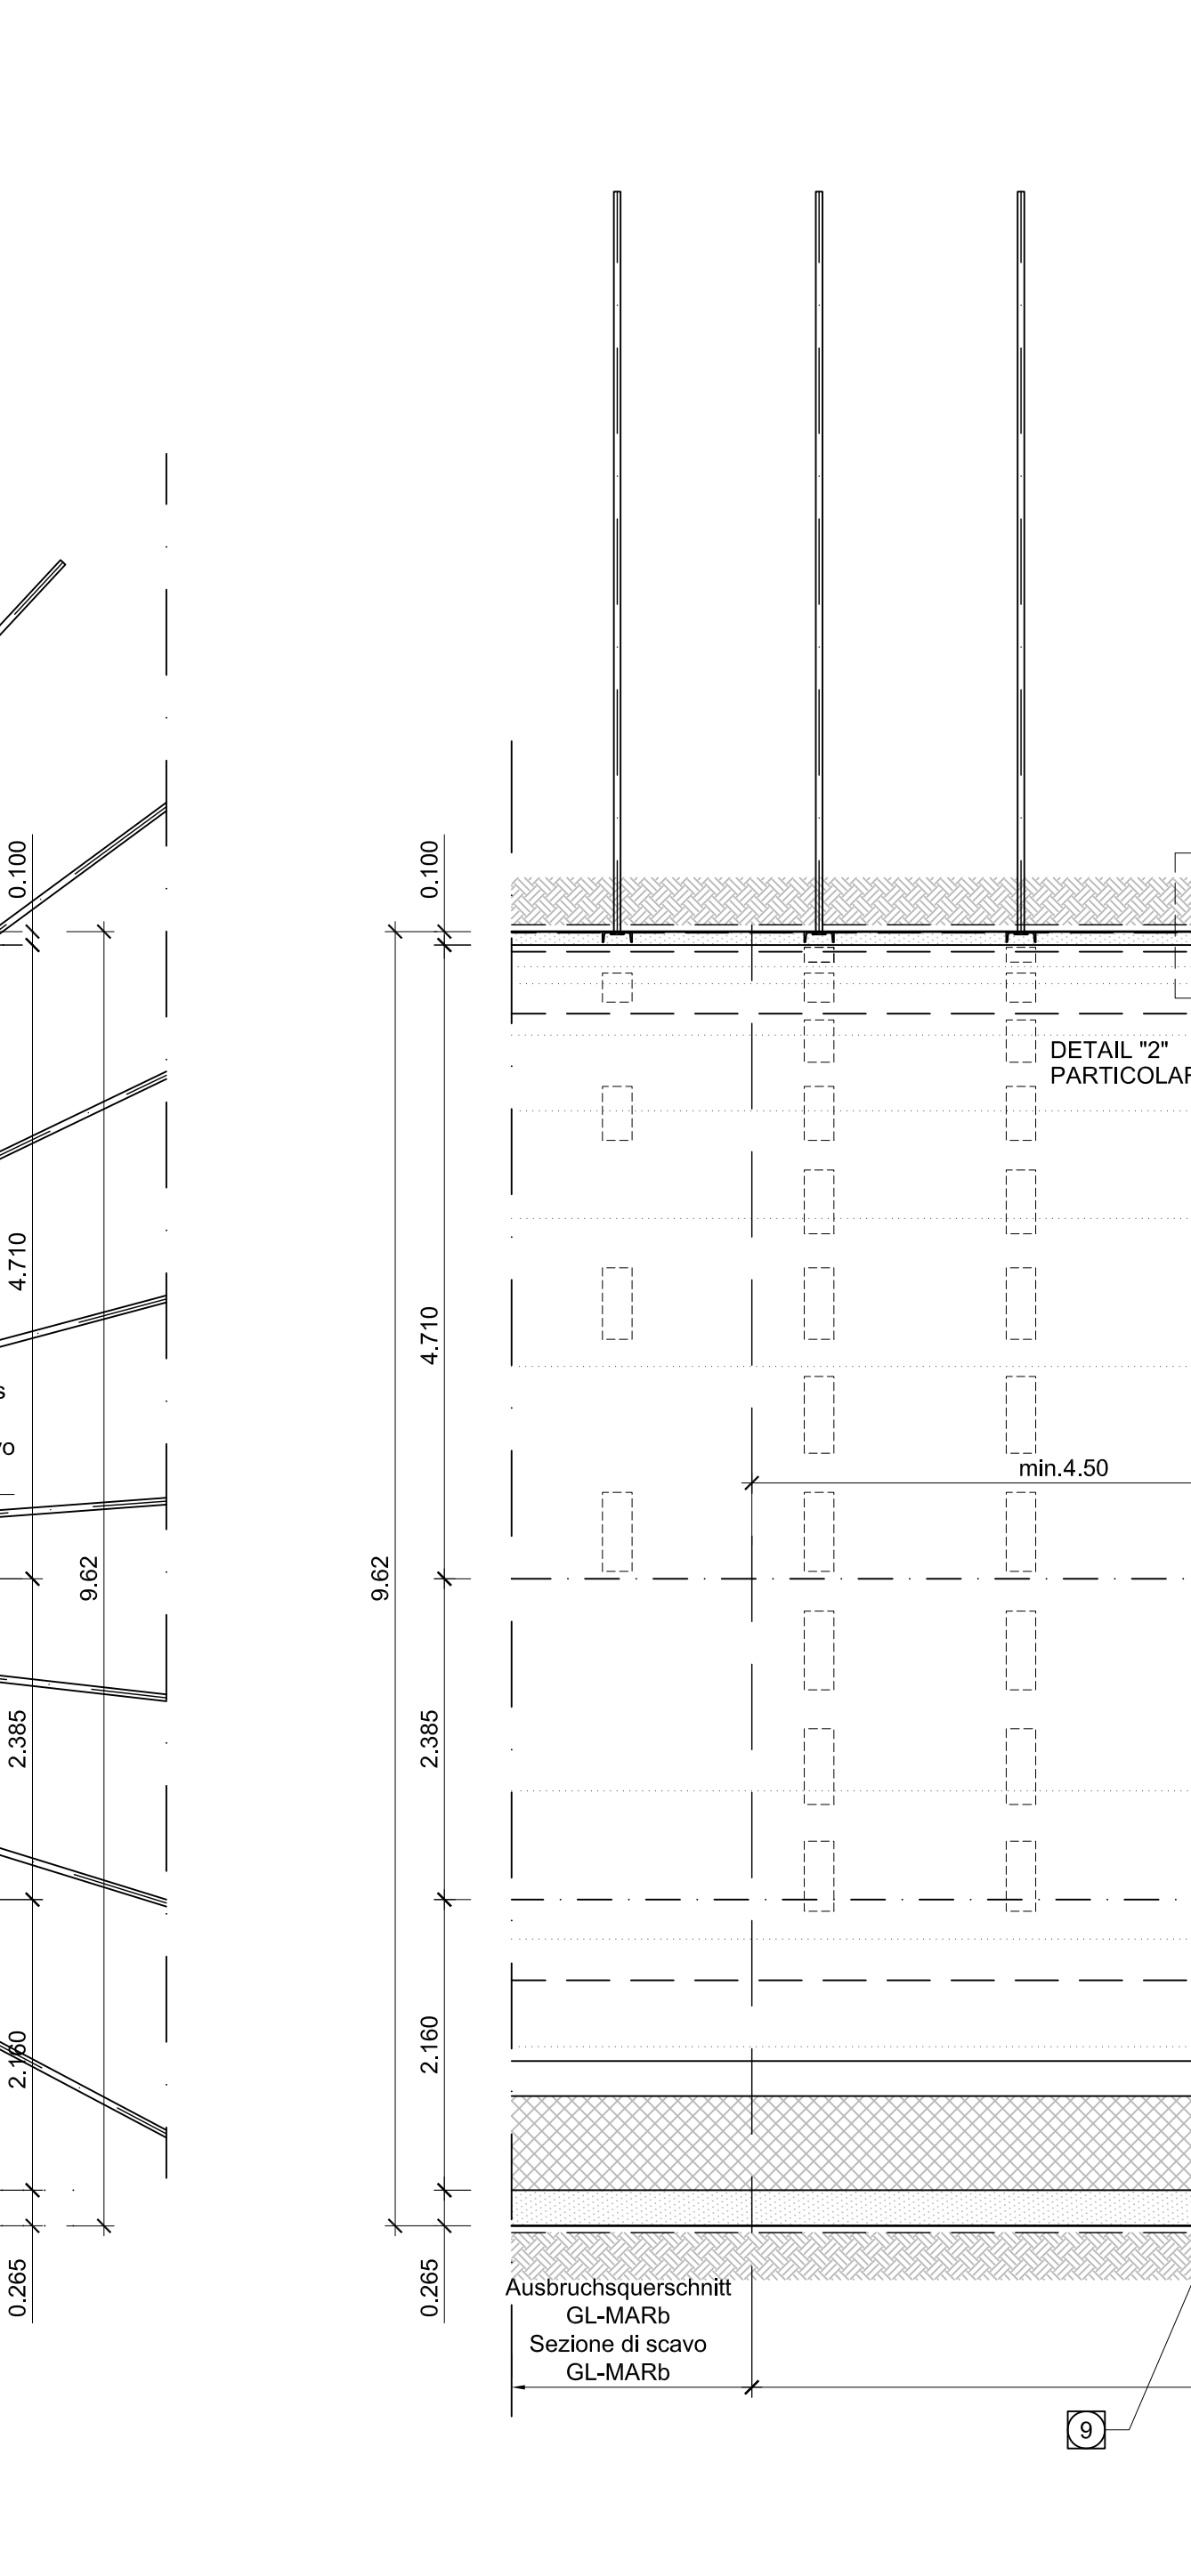 0.100
4.710
s
vo
9.62
2.385
2.160
0.265
0.100
4.710
9.62
2.385
2.160
0.265
DETAIL "2"
PARTICOLAR
min.4.50
Ausbruchsquerschnitt
GL-MARb
Sezione di scavo
GL-MARb
9